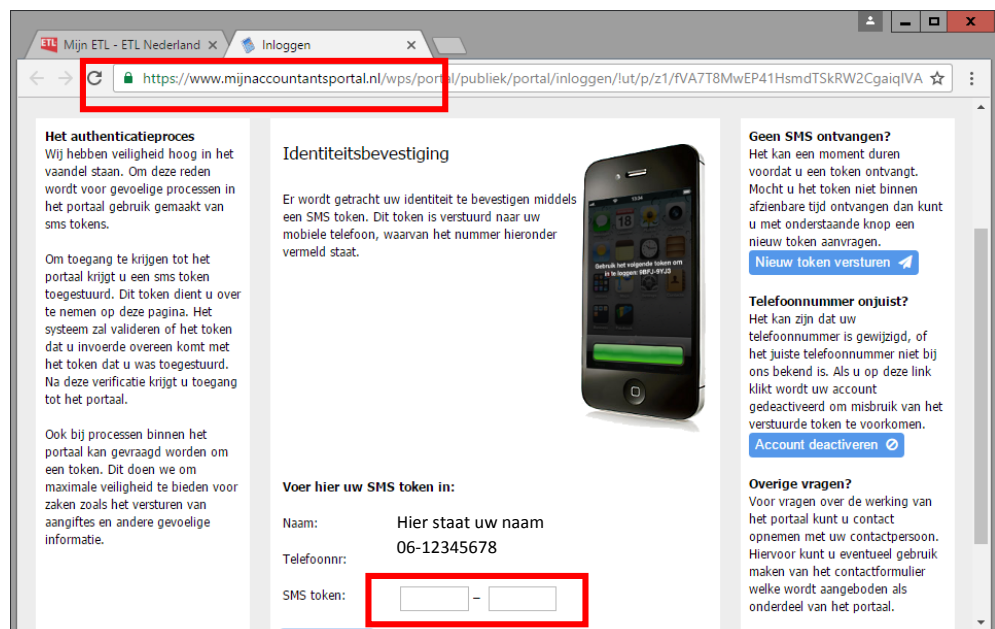 Mijn ETL - ETL Nederland
Inloggen
https://www.mijnaccountantsportal.nl/wps/portal/publiek/portal/inloggen/!ut/p/z1/fVA7T8MwEP41HsmdTSkRW2CgaiqIVA
Het authenticatieproces
Wij hebben veiligheid hoog in het
vaandel staan. Om deze reden
wordt voor gevoelige processen in
het portaal gebruik gemaakt van
sms tokens.
Om toegang te krijgen tot het
portaal krijgt u een sms token
toegestuurd. Dit token dient u over
te nemen op deze pagina. Het
systeem zal valideren of het token
dat u invoerde overeen komt met
het token dat u was toegestuurd.
Na deze verificatie krijgt u toegang
tot het portaal.
Ook bij processen binnen het
portaal kan gevraagd worden om
een token. Dit doen we om
maximale veiligheid te bieden voor
zaken zoals het versturen van
aangiftes en andere gevoelige
informatie.
Identiteitsbevestiging
Er wordt getracht uw identiteit te bevestigen middels
een SMS token. Dit token is verstuurd naar uw
mobiele telefoon, waarvan het nummer hieronder
vermeld staat.
13:24
18
Gebruik het volgende token om
in te loggen: 9BFJ-9YJ3
Voer hier uw SMS token in:
Naam: Hier staat uw naam
Telefoonnr: 06-12345678
SMS token: –
Geen SMS ontvangen?
Het kan een moment duren
voordat u een token ontvangt.
Mocht u het token niet binnen
afzienbare tijd ontvangen dan kunt
u met onderstaande knop een
nieuw token aanvragen.
Nieuw token versturen
Telefoonnummer onjuist?
Het kan zijn dat uw
telefoonnummer is gewijzigd, of
het juiste telefoonnummer niet bij
ons bekend is. Als u op deze link
klikt wordt uw account
gedeactiveerd om misbruik van het
verstuurde token te voorkomen.
Account deactiveren
Overige vragen?
Voor vragen over de werking van
het portaal kunt u contact
opnemen met uw contactpersoon.
Hiervoor kunt u eventueel gebruik
maken van het contactformulier
welke wordt aangeboden als
onderdeel van het portaal.